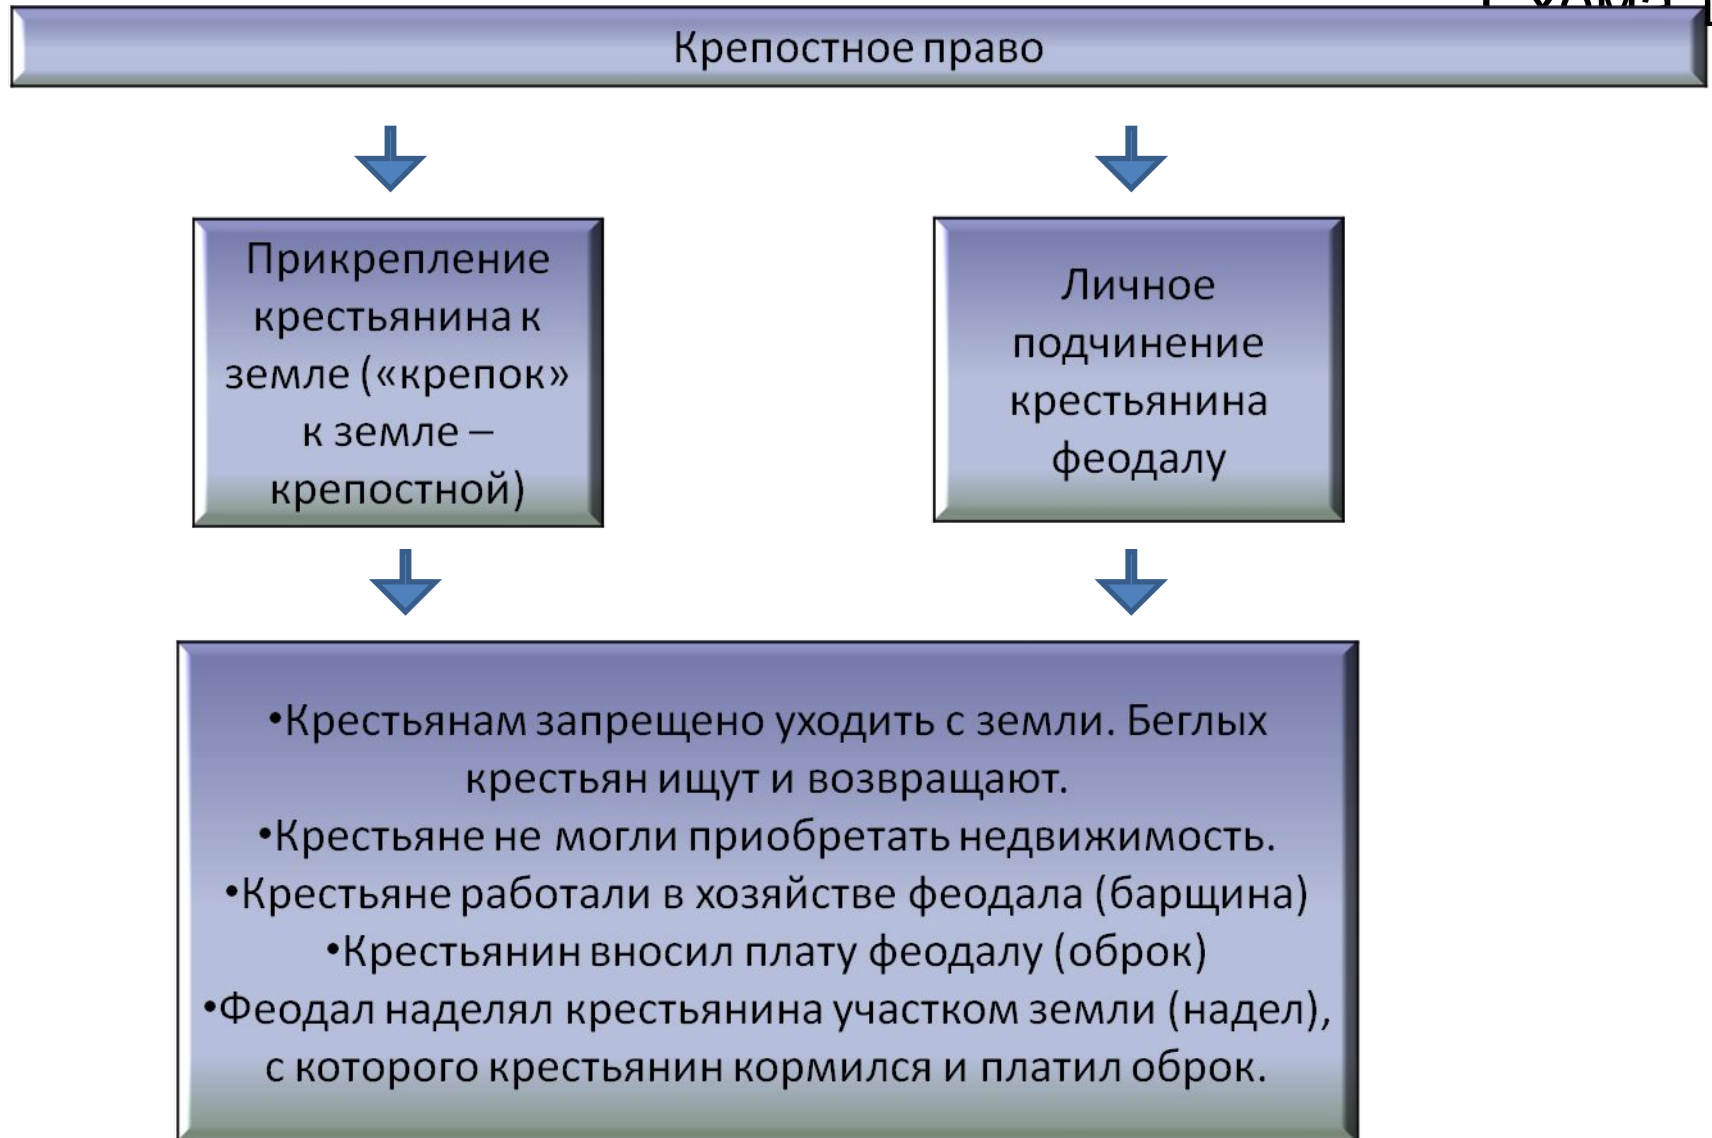 Крепостное право
Прикрепление
крестьянина к
земле («крепок»
к земле –
крепостной)
Личное
подчинение
крестьянина
феодалу
•Крестьянам запрещено уходить с земли. Беглых
крестьян ищут и возвращают.
•Крестьяне не могли приобретать недвижимость.
•Крестьяне работали в хозяйстве феодала (барщина)
•Крестьянин вносил плату феодалу (оброк)
•Феодал наделял крестьянина участком земли (надел),
с которого крестьянин кормился и платил оброк.